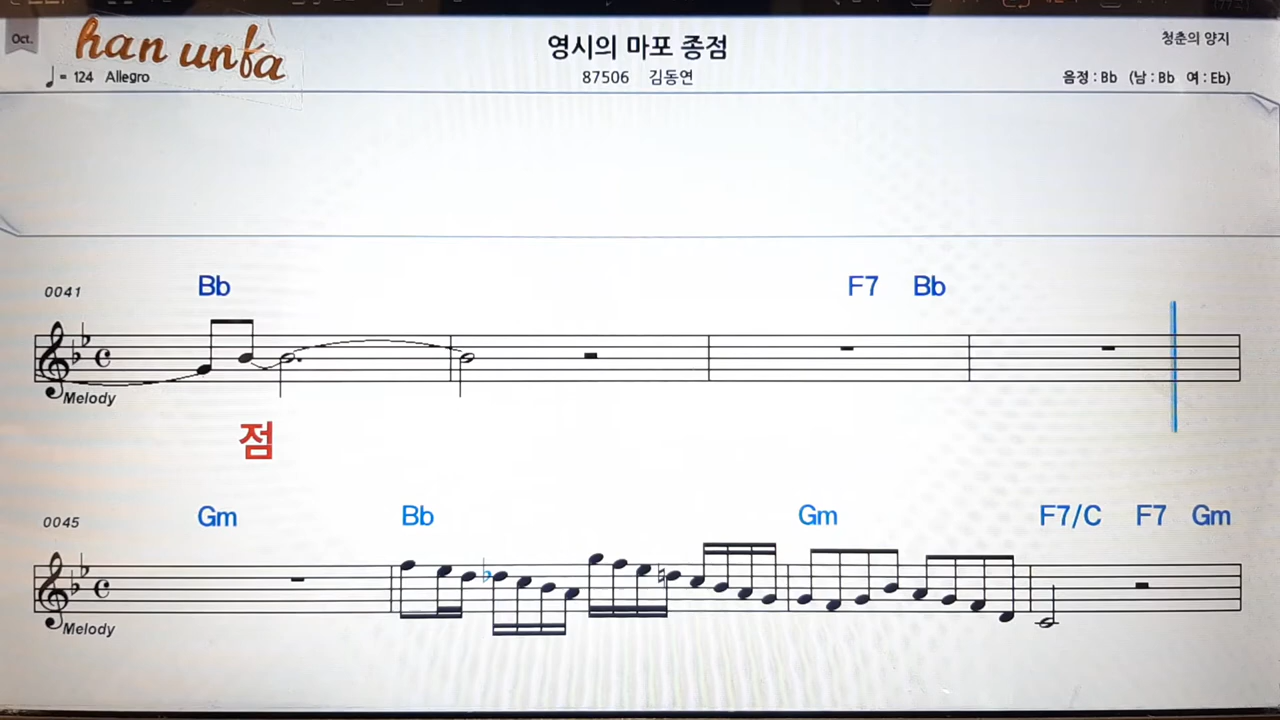 Oct.
han unfa
영시의 마포 종점
청춘의 양지
♩= 124 Allegro
87506 김동연
음정 : Bb (남 : Bb 여 : Eb)
0041
Bb
F7 Bb
Melody
점
0045
Gm
Bb
Gm
F7/C F7 Gm
Melody